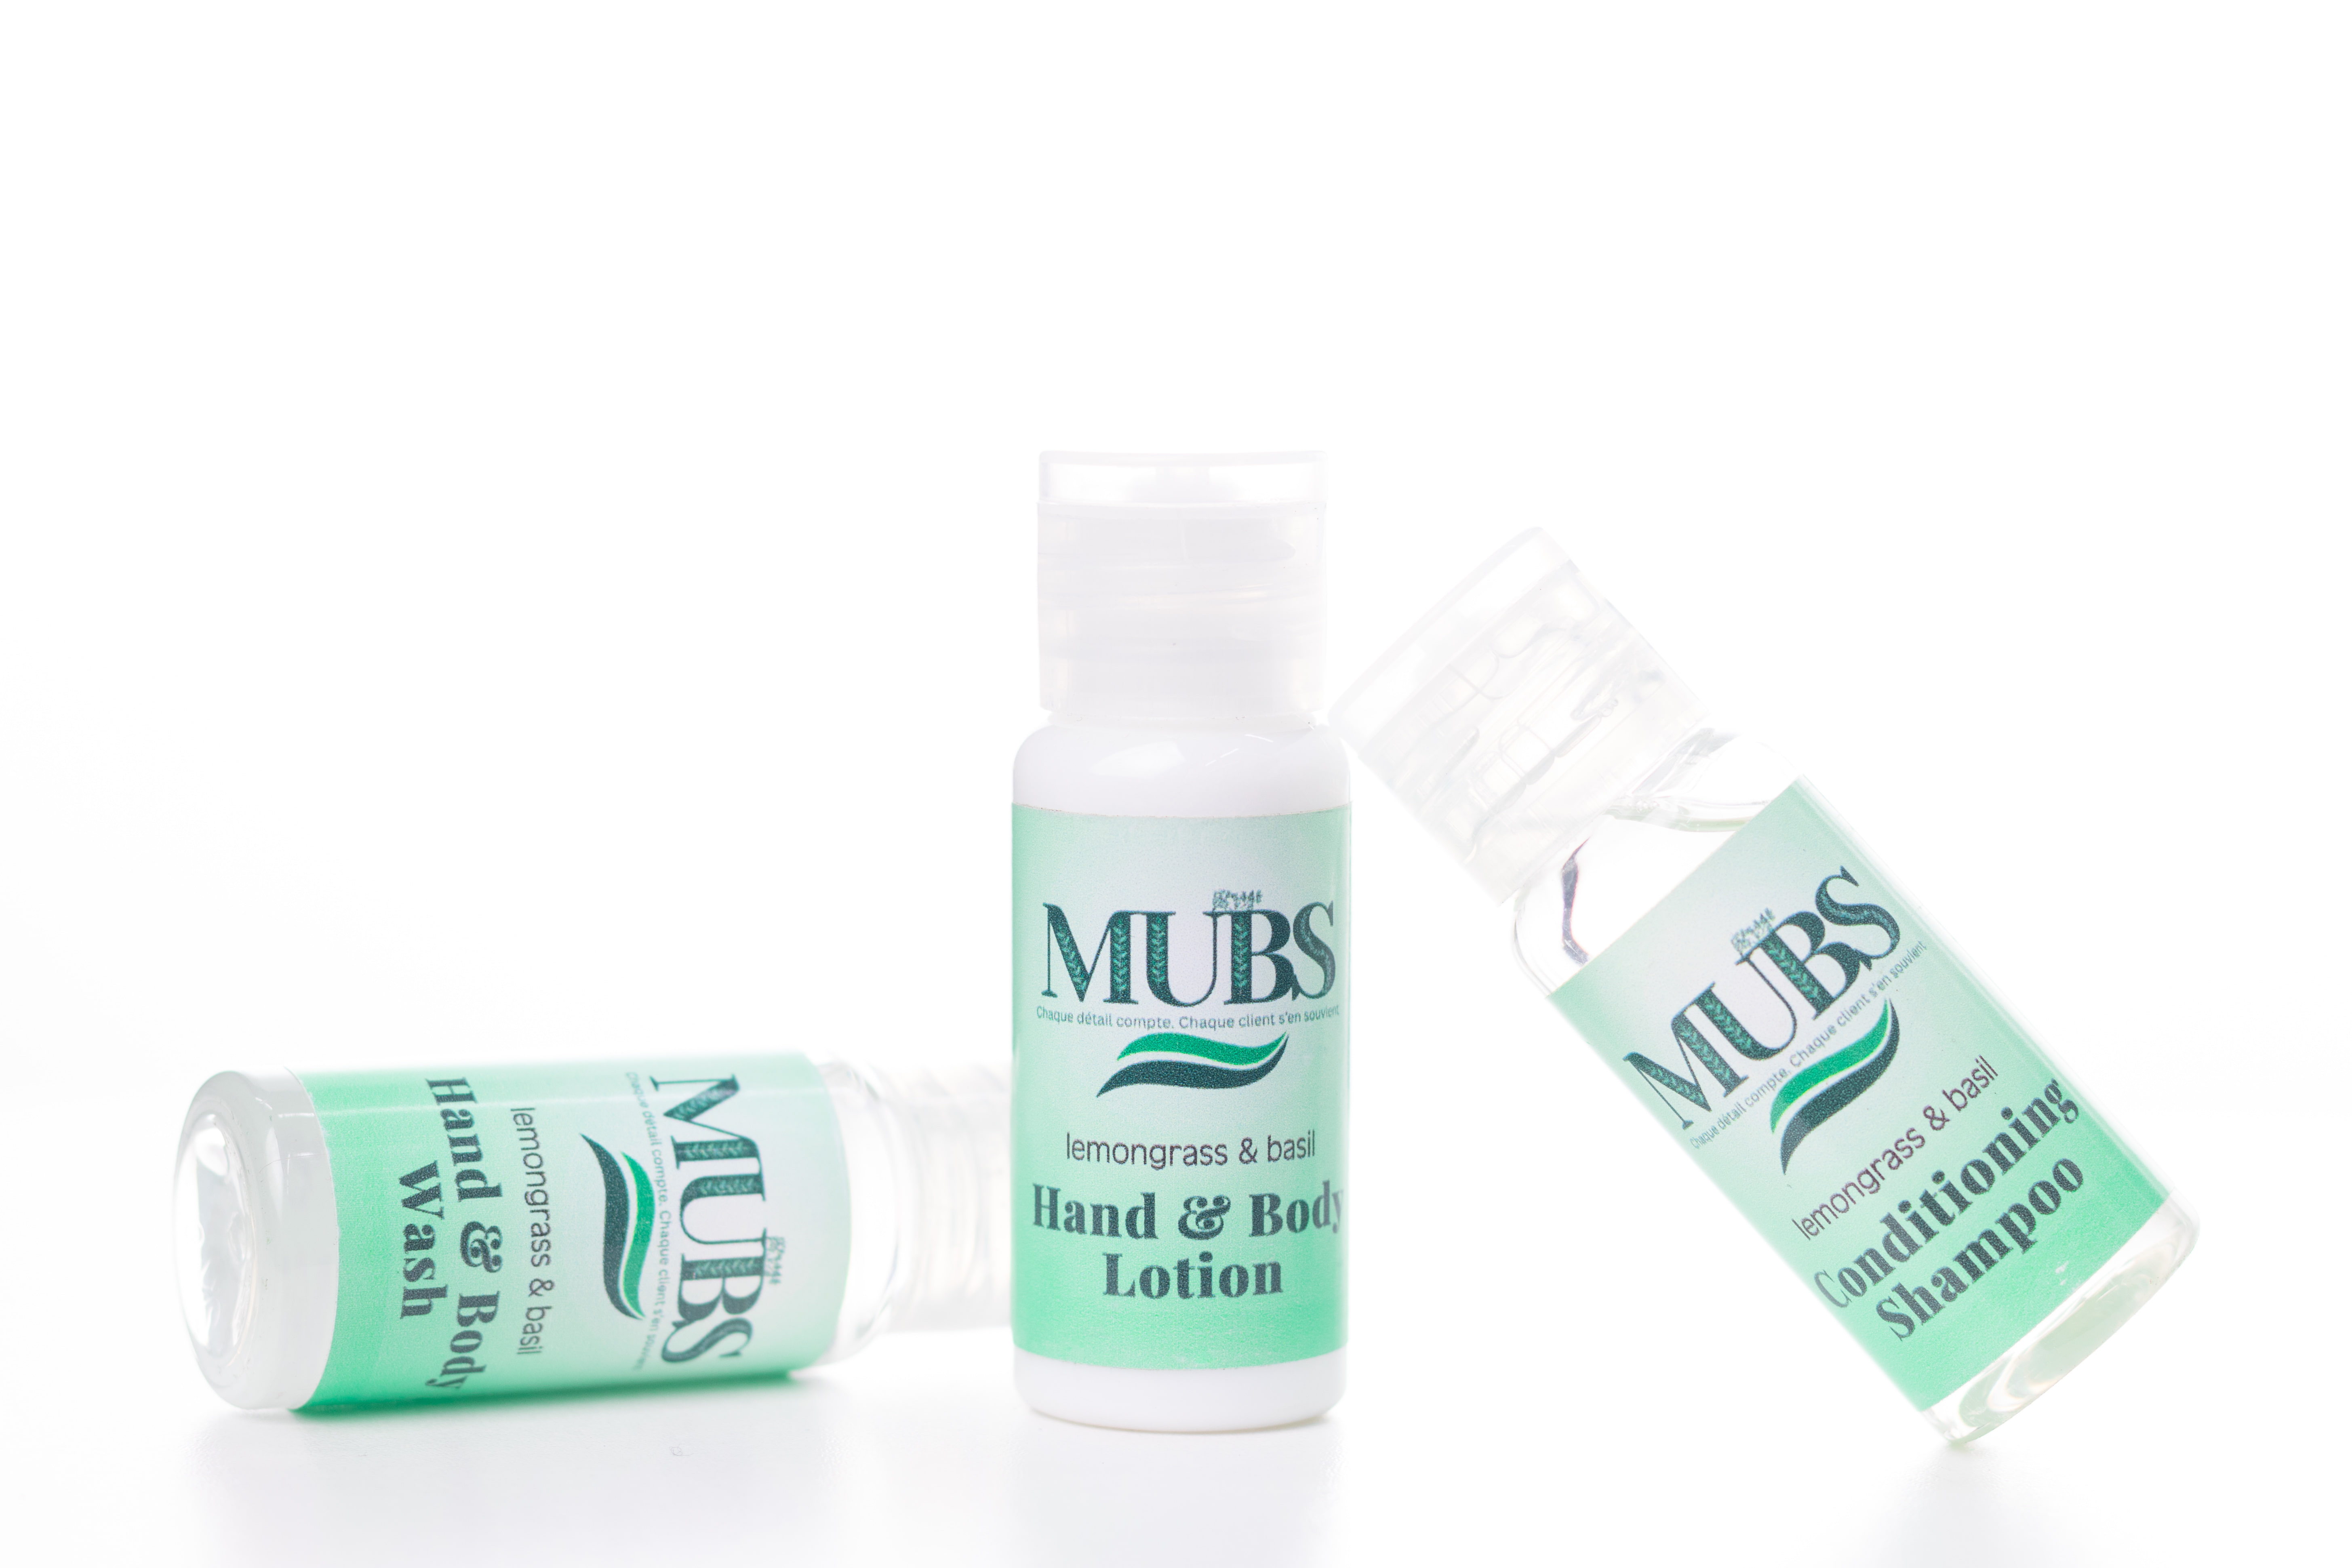 MUBS
Chaque détail compte. Chaque client s'en souvient
lemongrass & basil
Hand & Body
Wash
MUBS
Chaque détail compte. Chaque client s'en souvient
lemongrass & basil
Hand & Body
Lotion
MUBS
Chaque détail compte. Chaque client s'en souvient
lemongrass & basil
Conditioning
Shampoo